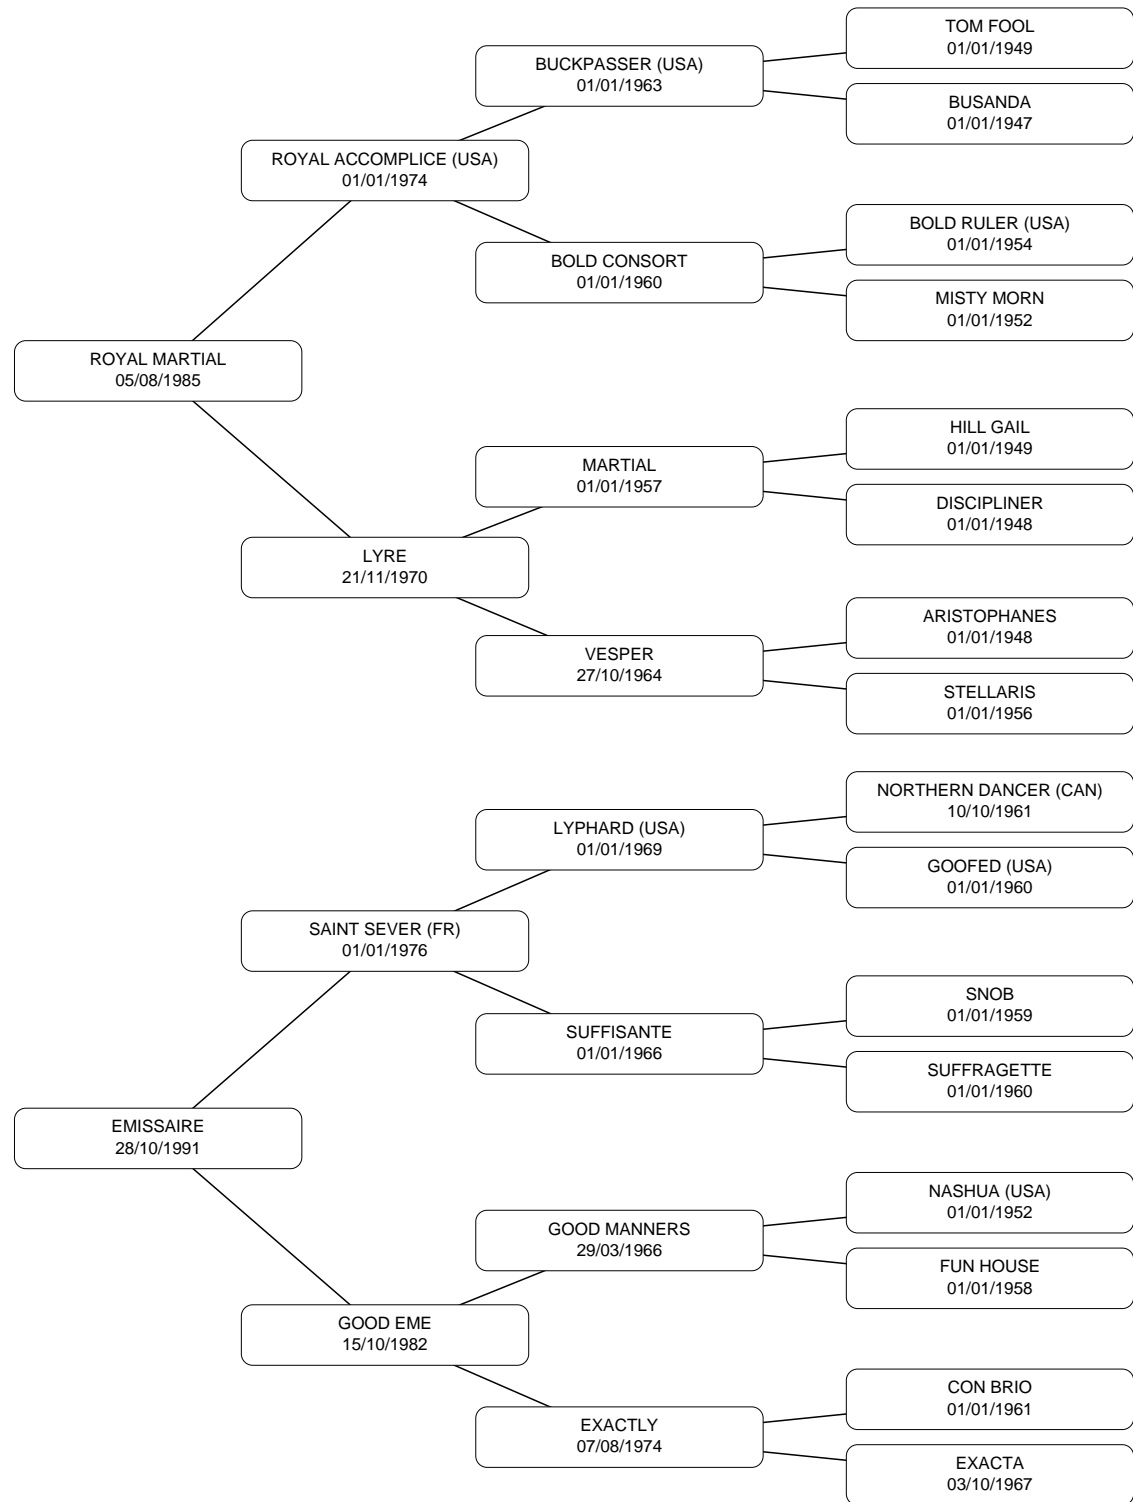 TOM FOOL
01/01/1949
BUCKPASSER (USA)
01/01/1963
BUSANDA
01/01/1947
ROYAL ACCOMPLICE (USA)
01/01/1974
BOLD RULER (USA)
01/01/1954
BOLD CONSORT
01/01/1960
MISTY MORN
01/01/1952
ROYAL MARTIAL
05/08/1985
HILL GAIL
01/01/1949
MARTIAL
01/01/1957
DISCIPLINER
01/01/1948
LYRE
21/11/1970
ARISTOPHANES
01/01/1948
VESPER
27/10/1964
STELLARIS
01/01/1956
NORTHERN DANCER (CAN)
10/10/1961
LYPHARD (USA)
01/01/1969
GOOFED (USA)
01/01/1960
SAINT SEVER (FR)
01/01/1976
SNOB
01/01/1959
SUFFISANTE
01/01/1966
SUFFRAGETTE
01/01/1960
EMISSAIRE
28/10/1991
NASHUA (USA)
01/01/1952
GOOD MANNERS
29/03/1966
FUN HOUSE
01/01/1958
GOOD EME
15/10/1982
CON BRIO
01/01/1961
EXACTLY
07/08/1974
EXACTA
03/10/1967